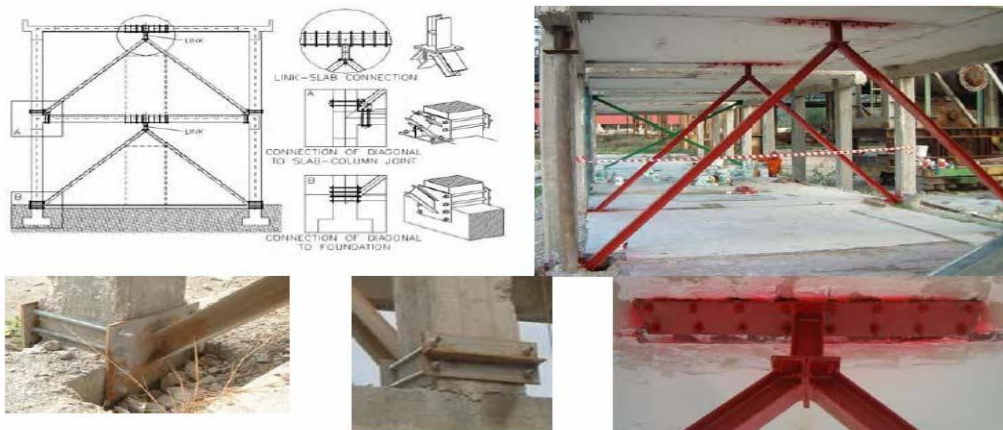 LINK
LINK-SLAB CONNECTION
A
A
CONNECTION OF DIAGONAL
TO SLAB-COLUMN JOINT
LINK
B
B
CONNECTION OF DIAGONAL
TO FOUNDATION